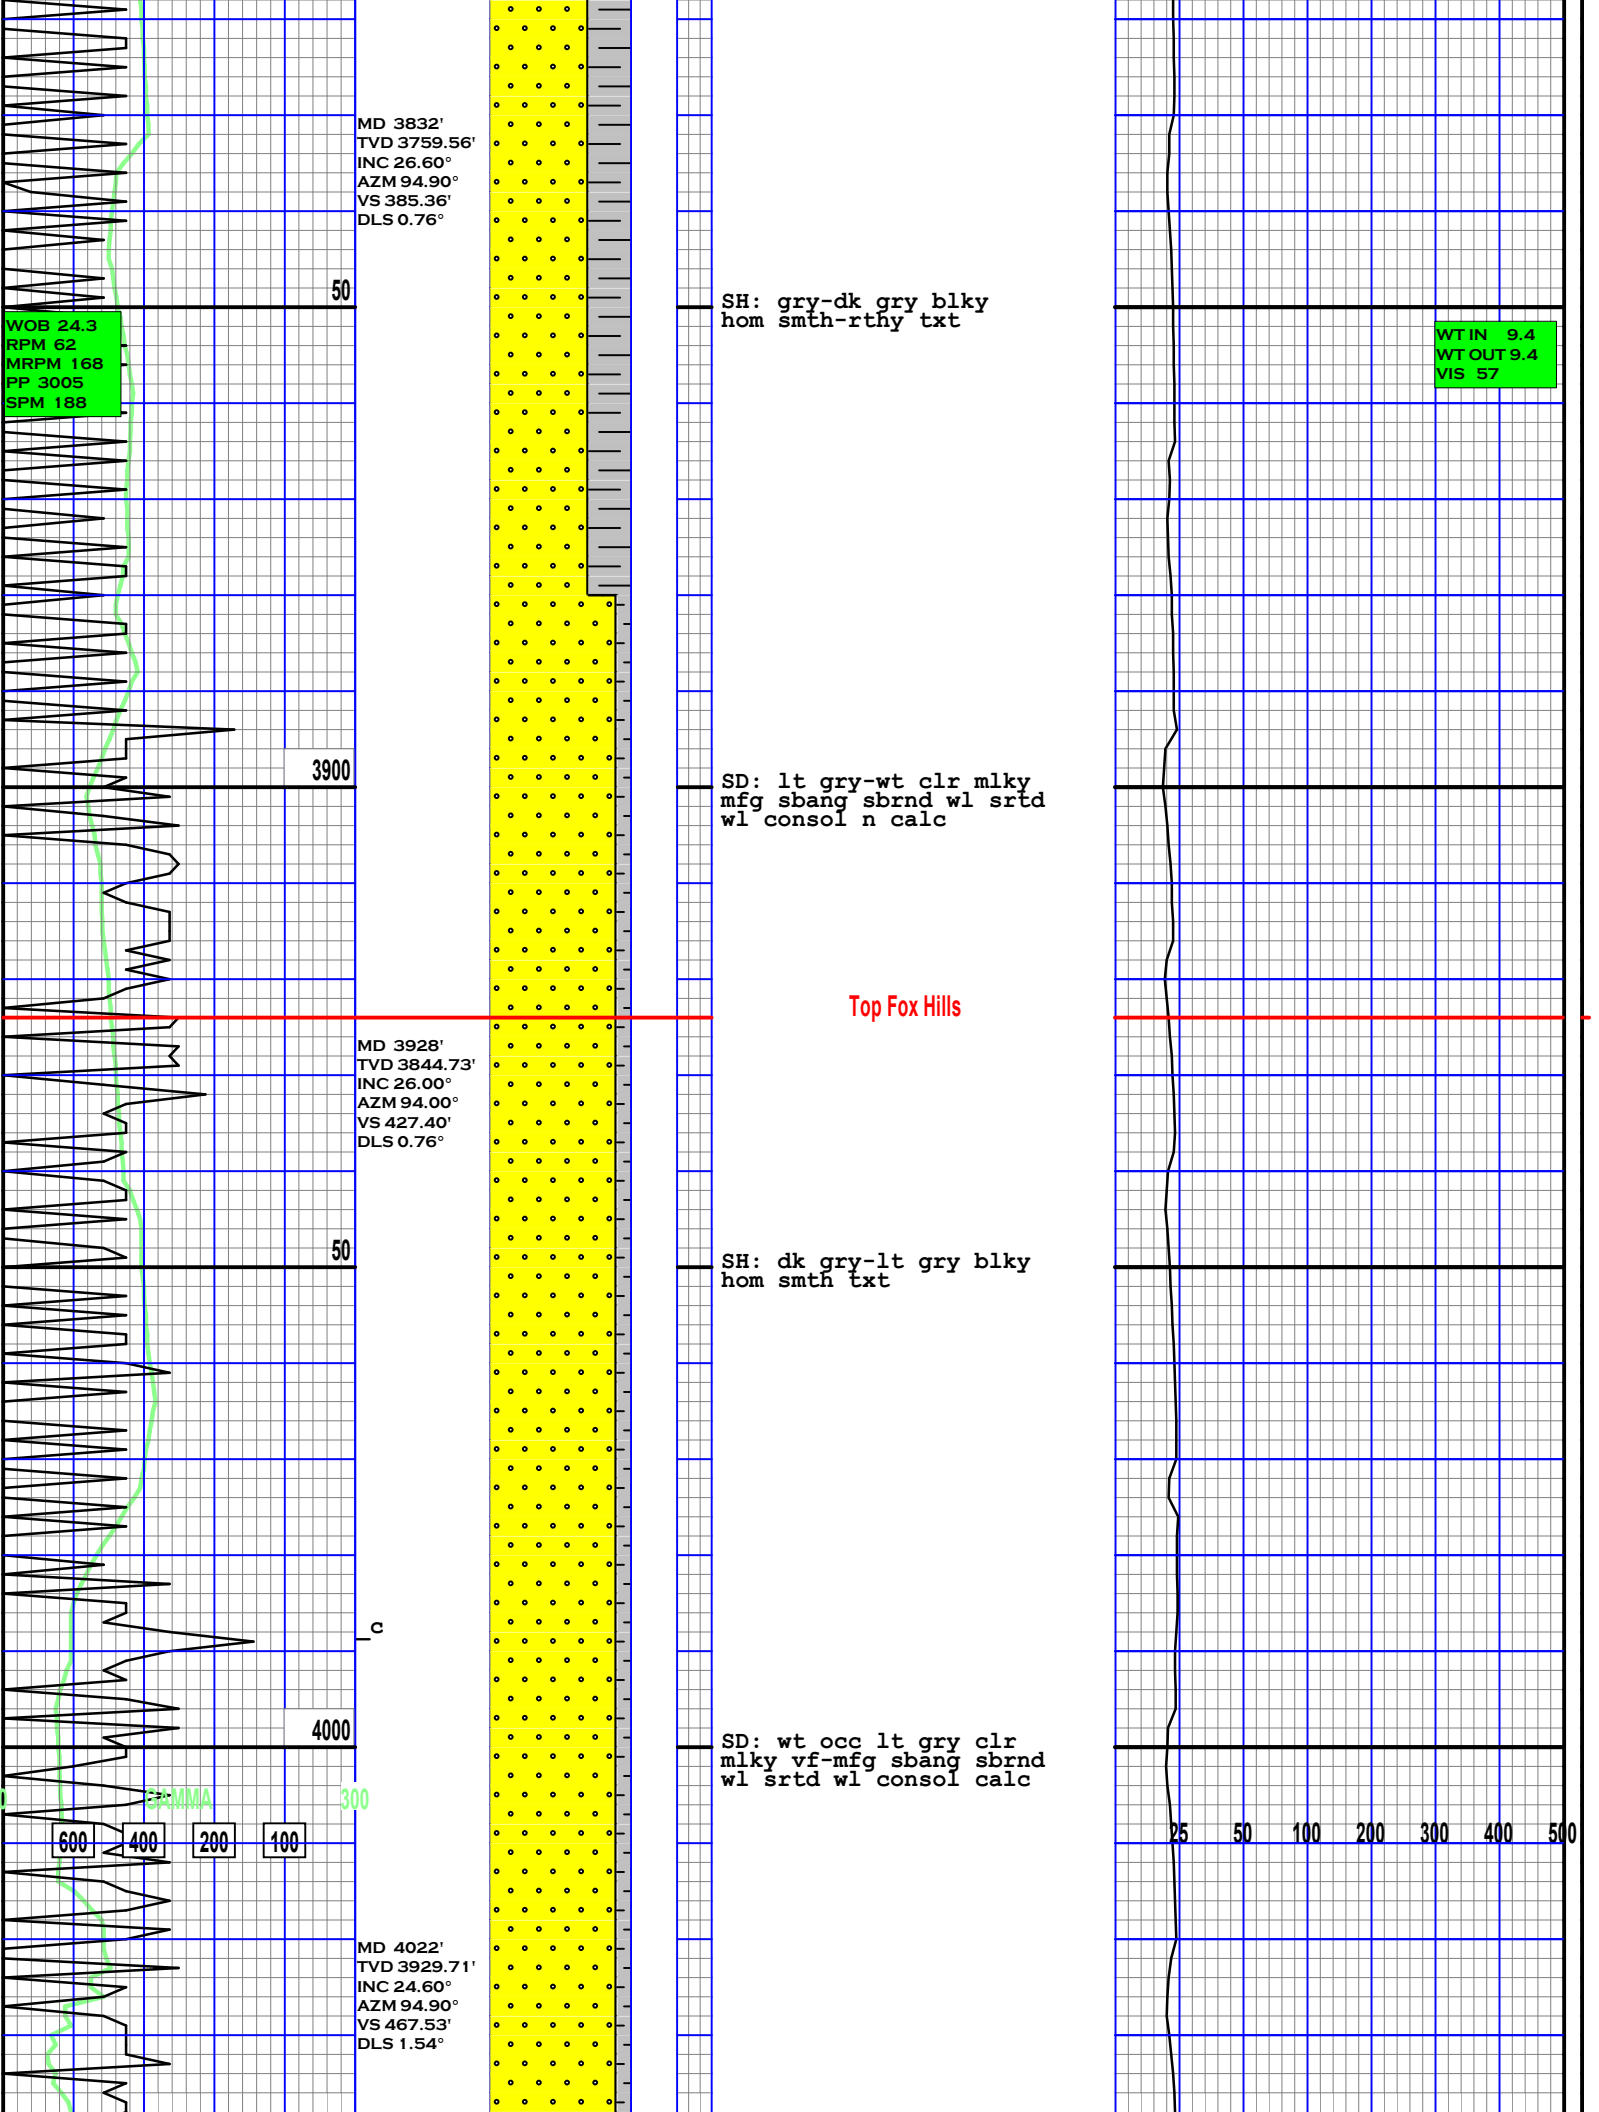 MD 3832'
TVD 3759.56'
INC 26.60°
AZM 94.90°
VS 385.36'
DLS 0.76°
50
SH: gry-dk gry blky
hom smth-rthy txt
WOB 24.3
RPM 62
MRPM 168
PP 3005
SPM 188
WT IN 9.4
WT OUT 9.4
VIS 57
3900
SD: lt gry-wt clr mlky
mfg sbang sbrnd wl srtd
wl consol n calc
Top Fox Hills
MD 3928'
TVD 3844.73'
INC 26.00°
AZM 94.00°
VS 427.40'
DLS 0.76°
50
SH: dk gry-lt gry blky
hom smth txt
C
4000
SD: wt occ lt gry clr
mlky vf-mfg sbang sbrnd
wl srtd wl consol calc
0 GAMMA 300
600 400 200 100
25 50 100 200 300 400 500
MD 4022'
TVD 3929.71'
INC 24.60°
AZM 94.90°
VS 467.53'
DLS 1.54°